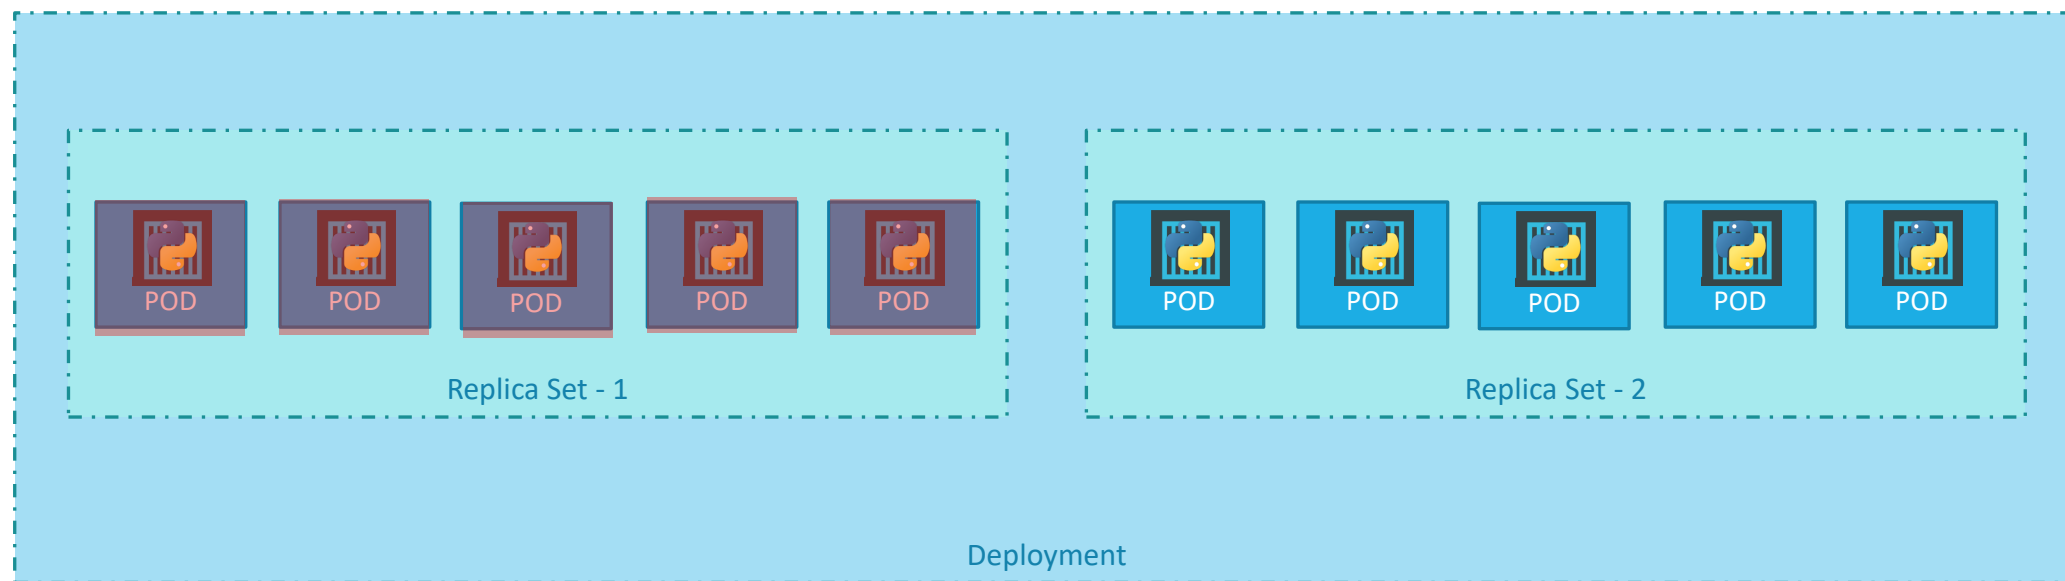 POD
POD
POD
POD
POD
POD
POD
POD
POD
POD
Replica Set - 1
Replica Set - 2
Deployment